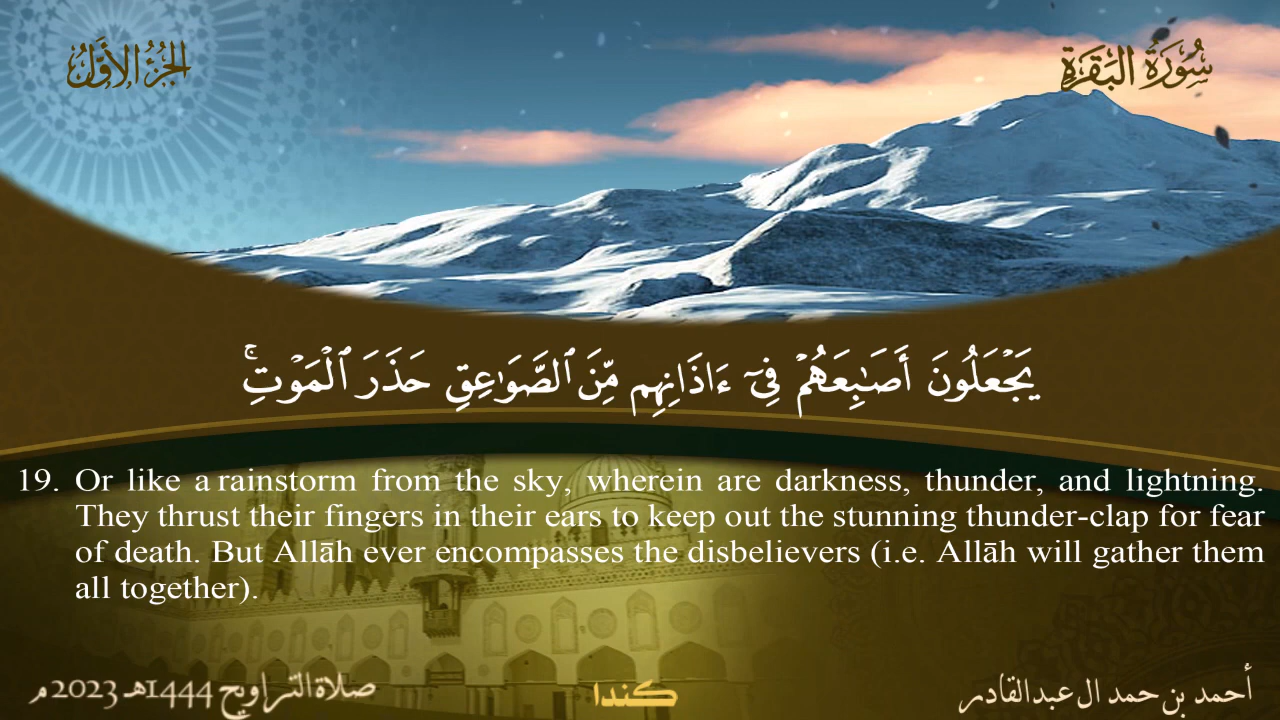 الجُزْءُ الأَوَّلُ
سُورَةُ البَقَرَةِ
يَجْعَلُونَ أَصَٰبِعَهُمْ فِىٓ ءَاذَانِهِم مِّنَ ٱلصَّوَٰعِقِ حَذَرَ ٱلْمَوْتِۚ
19. Or like a rainstorm from the sky, wherein are darkness, thunder, and lightning.
They thrust their fingers in their ears to keep out the stunning thunder-clap for fear
of death. But Allāh ever encompasses the disbelievers (i.e. Allāh will gather them
all together).
صلاة التراويح 1444هـ 2023م
كندا
أحمد بن حمد ال عبدالقادر